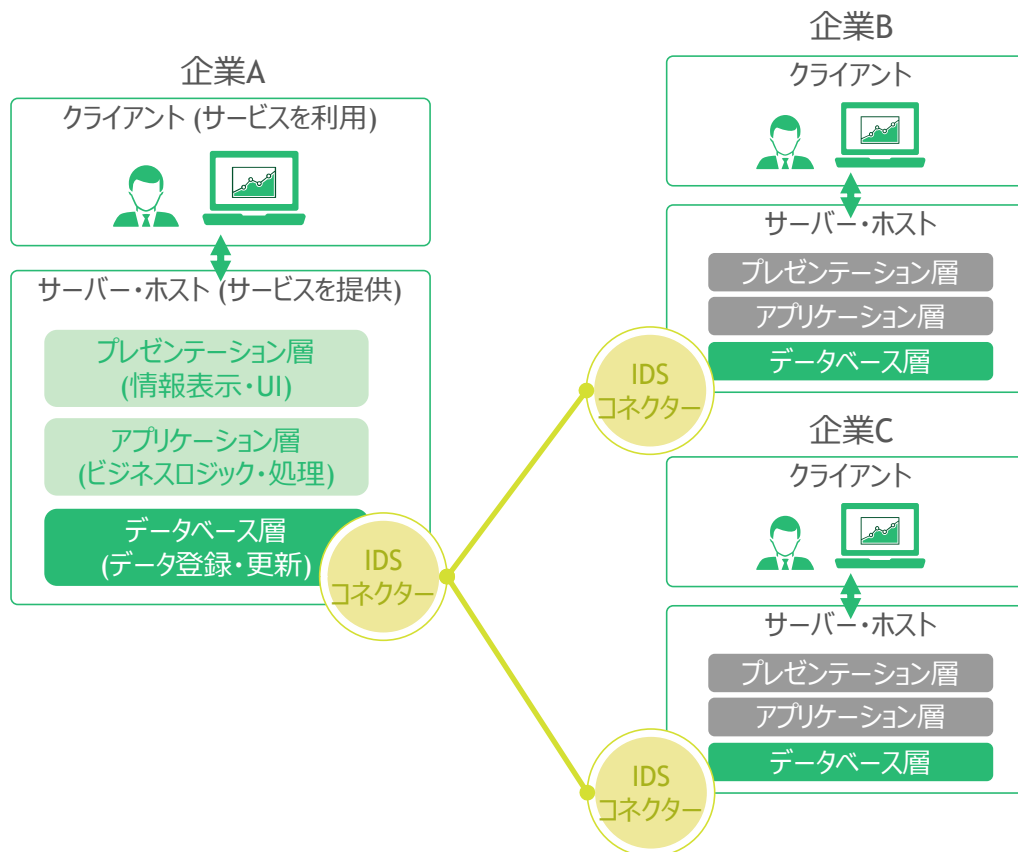 企業A
クライアント (サービスを利用)
サーバー・ホスト (サービスを提供)
プレゼンテーション層
(情報表示・UI)
アプリケーション層
(ビジネスロジック・処理)
データベース層
(データ登録・更新)
IDS
コネクター
企業B
クライアント
サーバー・ホスト
プレゼンテーション層
アプリケーション層
データベース層
IDS
コネクター
企業C
クライアント
サーバー・ホスト
プレゼンテーション層
アプリケーション層
データベース層
IDS
コネクター